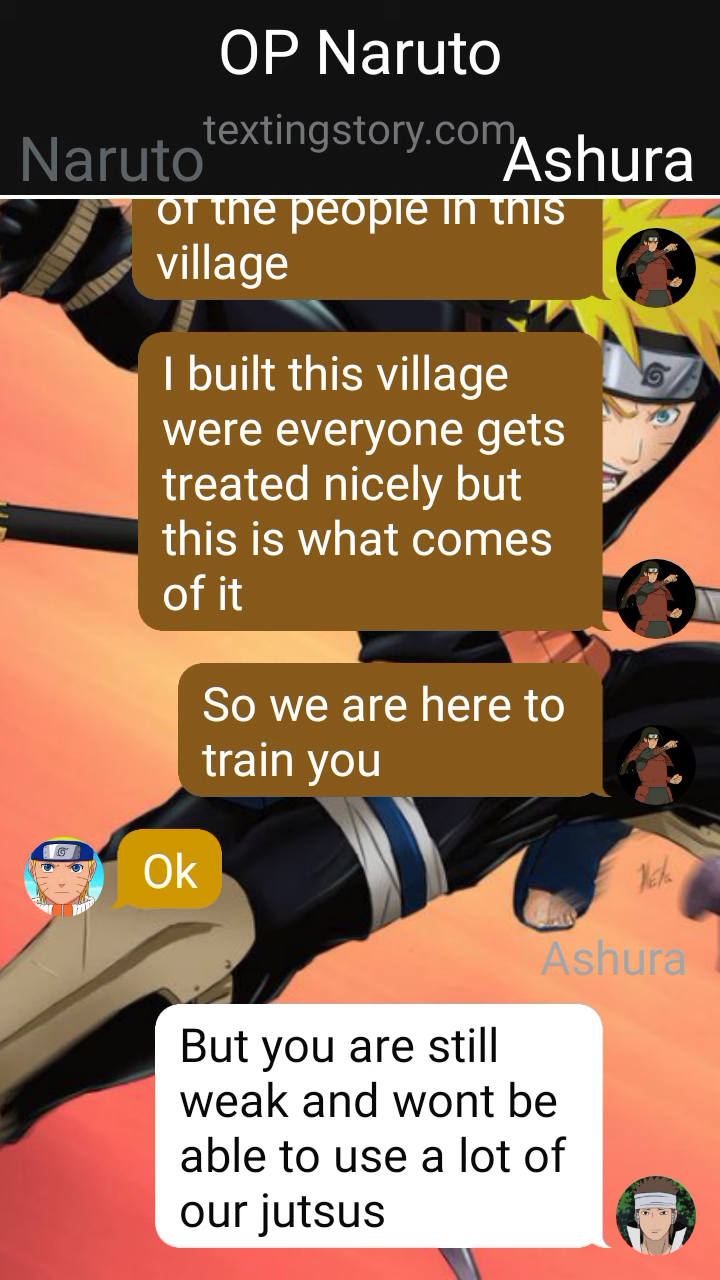 OP Naruto
textingstory.com
Naruto
Ashura
of the people in this
village
I built this village
were everyone gets
treated nicely but
this is what comes
of it
So we are here to
train you
Ok
Ashura
But you are still
weak and wont be
able to use a lot of
our jutsus